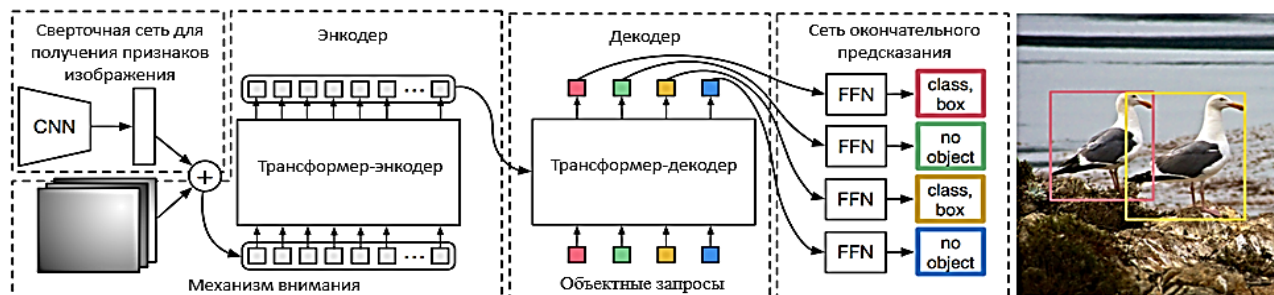 Сверточная сеть для
получения признаков
изображения
CNN
+
Механизм внимания
Энкодер
...
Трансформер-энкодер
...
Декодер
Трансформер-декодер
Объектные запросы
Сеть окончательного
предсказания
FFN
class,
box
FFN
no
object
FFN
class,
box
FFN
no
object